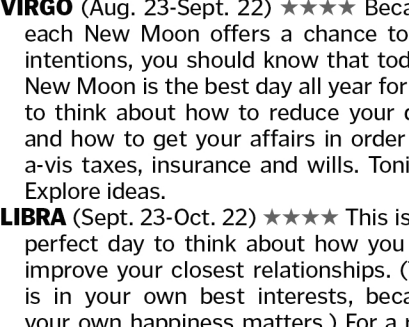 VIRGO (Aug. 23-Sept. 22) ★★★★
each New Moon offers a chance to
intentions, you should know that
New Moon is the best day all year for
to think about how to reduce your
and how to get your affairs in order
a-vis taxes, insurance and wills.
Explore ideas.
LIBRA (Sept. 23-Oct. 22) ★★★★ This is
perfect day to think about how you
improve your closest relationships.
is in your own best interests,
your own happiness matters.) For a